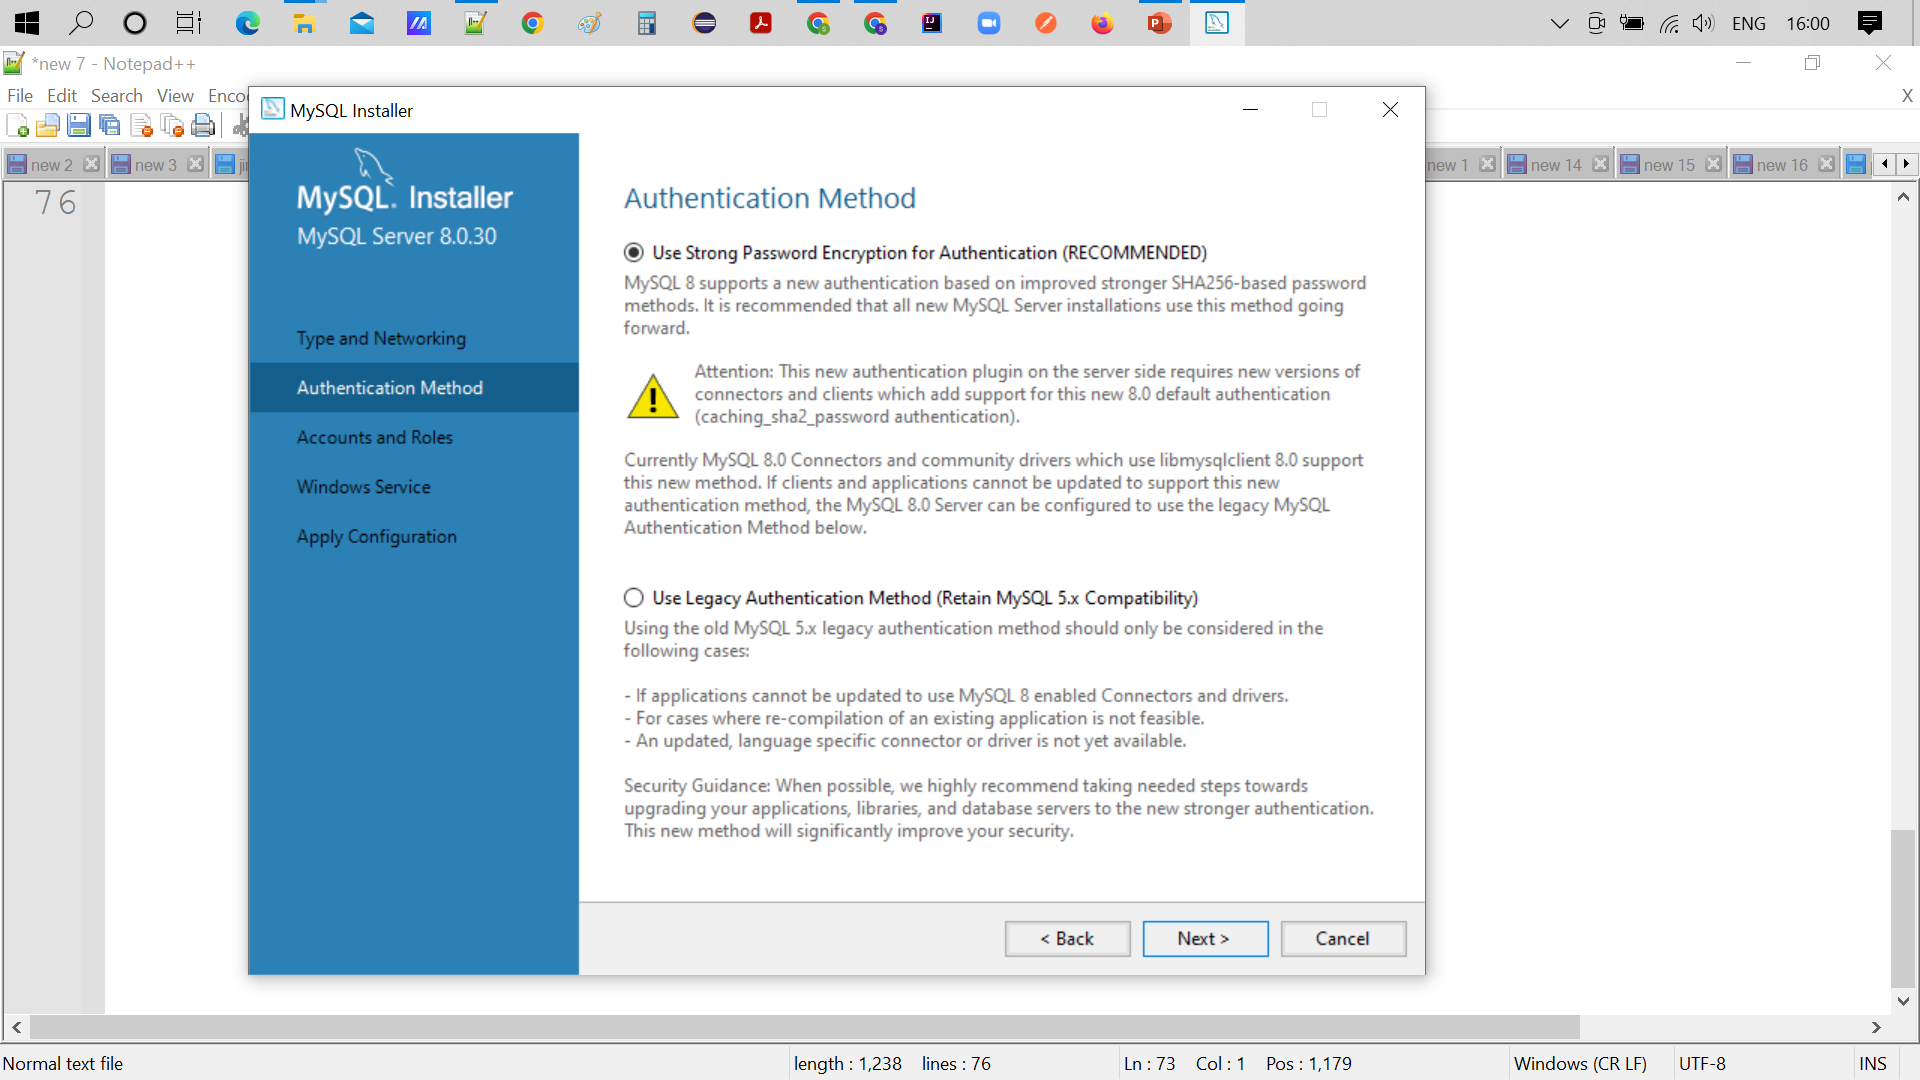 ENG 16:00
*new 7 - Notepad++
File Edit Search View Enco
X
MySQL Installer
new 2 new 3 new 1 new 14 new 15 new 16
76
MySQL. Installer
MySQL Server 8.0.30
Type and Networking
Authentication Method
Accounts and Roles
Windows Service
Apply Configuration
Authentication Method
Use Strong Password Encryption for Authentication (RECOMMENDED)
MySQL 8 supports a new authentication based on improved stronger SHA256-based password
methods. It is recommended that all new MySQL Server installations use this method going
forward.
Attention: This new authentication plugin on the server side requires new versions of
connectors and clients which add support for this new 8.0 default authentication
(caching_sha2_password authentication).
Currently MySQL 8.0 Connectors and community drivers which use libmysqlclient 8.0 support
this new method. If clients and applications cannot be updated to support this new
authentication method, the MySQL 8.0 Server can be configured to use the legacy MySQL
Authentication Method below.
Use Legacy Authentication Method (Retain MySQL 5.x Compatibility)
Using the old MySQL 5.x legacy authentication method should only be considered in the
following cases:
- If applications cannot be updated to use MySQL 8 enabled Connectors and drivers.
- For cases where re-compilation of an existing application is not feasible.
- An updated, language specific connector or driver is not yet available.
Security Guidance: When possible, we highly recommend taking needed steps towards
upgrading your applications, libraries, and database servers to the new stronger authentication.
This new method will significantly improve your security.
< Back Next > Cancel
Normal text file length : 1,238 lines : 76 Ln : 73 Col : 1 Pos : 1,179 Windows (CR LF) UTF-8 INS